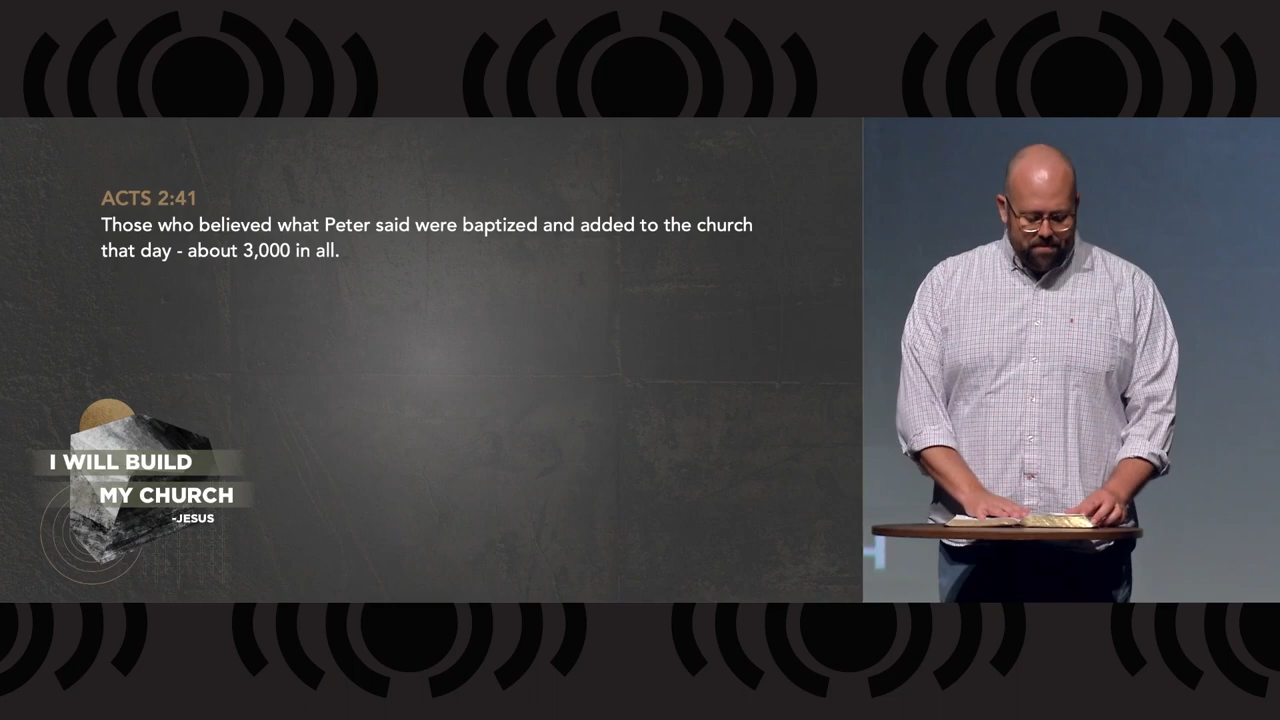 ACTS 2:41
Those who believed what Peter said were baptized and added to the church
that day - about 3,000 in all.
I WILL BUILD
MY CHURCH
-JESUS